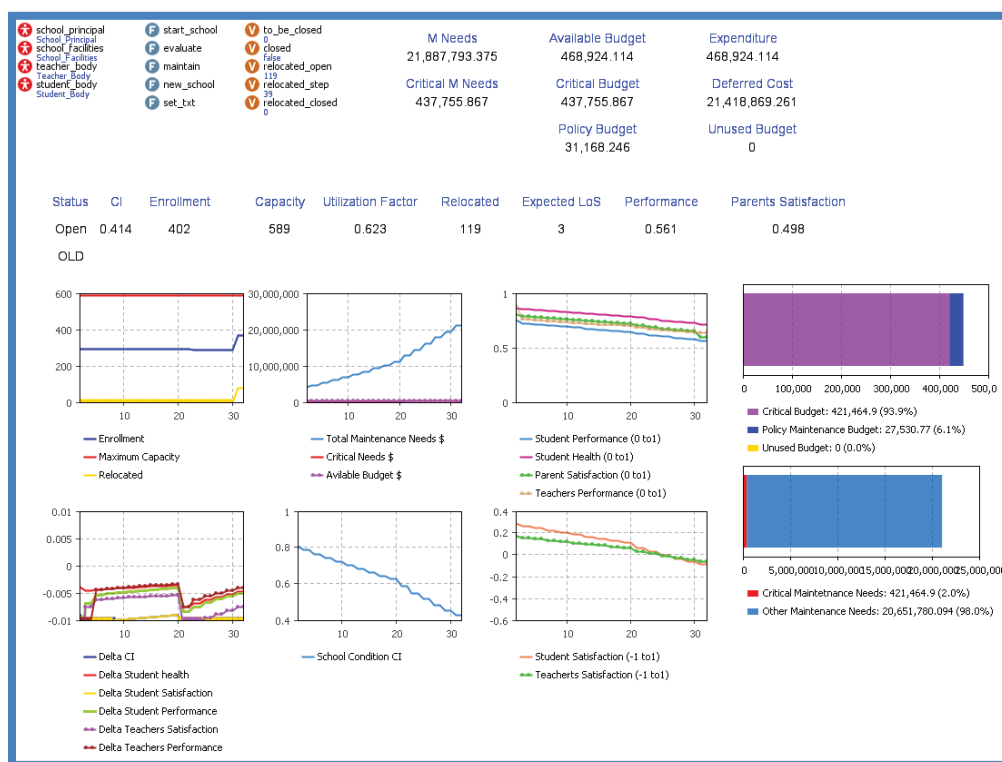 school_principal
School_Principal
school_facilities
School_Facilities
teacher_body
Teacher_Body
student_body
Student_Body
F start_school
F evaluate
F maintain
F new_school
F set_txt
V to_be_closed
0
V closed
false
V relocated_open
119
V relocated_step
39
V relocated_closed
0
M Needs Available Budget Expenditure
21,887,793.375 468,924.114 468,924.114
Critical M Needs Critical Budget Deferred Cost
437,755.867 437,755.867 21,418,869.261
Policy Budget Unused Budget
31,168.246 0
Status CI Enrollment Capacity Utilization Factor Relocated Expected LoS Performance Parents Satisfaction
Open 0.414 402 589 0.623 119 3 0.561 0.498
OLD
600
400
200
0
10 20 30
Enrollment
Maximum Capacity
Relocated
30,000,000
20,000,000
10,000,000
0
10 20 30
Total Maintenance Needs $
Critical Needs $
Avilable Budget $
1
0.5
0
10 20 30
Student Performance (0 to1)
Student Health (0 to1)
Parent Satisfaction (0 to1)
Teachers Performance (0 to1)
0 100,000 200,000 300,000 400,000 500,0
Critical Budget: 421,464.9 (93.9%)
Policy Maintenance Budget: 27,530.77 (6.1%)
Unused Budget: 0 (0.0%)
0.01
0.005
0
-0.005
-0.01
10 20 30
Delta CI
Delta Student health
Delta Student Satisfaction
Delta Student Performance
Delta Teachers Satisfaction
Delta Teachers Performance
1
0.8
0.6
0.4
10 20 30
School Condition CI
0.4
0.2
0
-0.2
-0.4
-0.6
10 20 30
Student Satisfaction (-1 to1)
Teacherts Satisfaction (-1 to1)
0 5,000,000 10,000,000 15,000,000 20,000,000 25,000,0
Critical Maintetnance Needs: 421,464.9 (2.0%)
Other Maintenance Needs: 20,651,780.094 (98.0%)